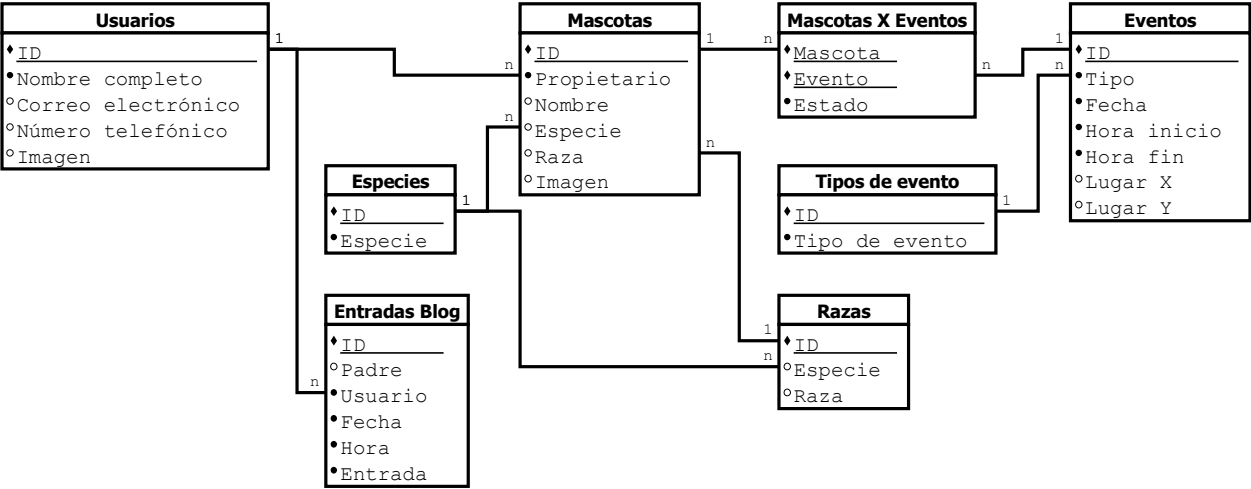 Usuarios
ID
Nombre completo
Correo electrónico
Número telefónico
Imagen
1
n
Mascotas
ID
Propietario
Nombre
Especie
Raza
Imagen
n
n
1
n
Mascotas X Eventos
Mascota
Evento
Estado
n
n
Eventos
ID
Tipo
Fecha
Hora inicio
Hora fin
Lugar X
Lugar Y
1
n
Especies
ID
Especie
1
Tipos de evento
ID
Tipo de evento
1
Entradas Blog
ID
Padre
Usuario
Fecha
Hora
Entrada
Razas
ID
Especie
Raza
1
n